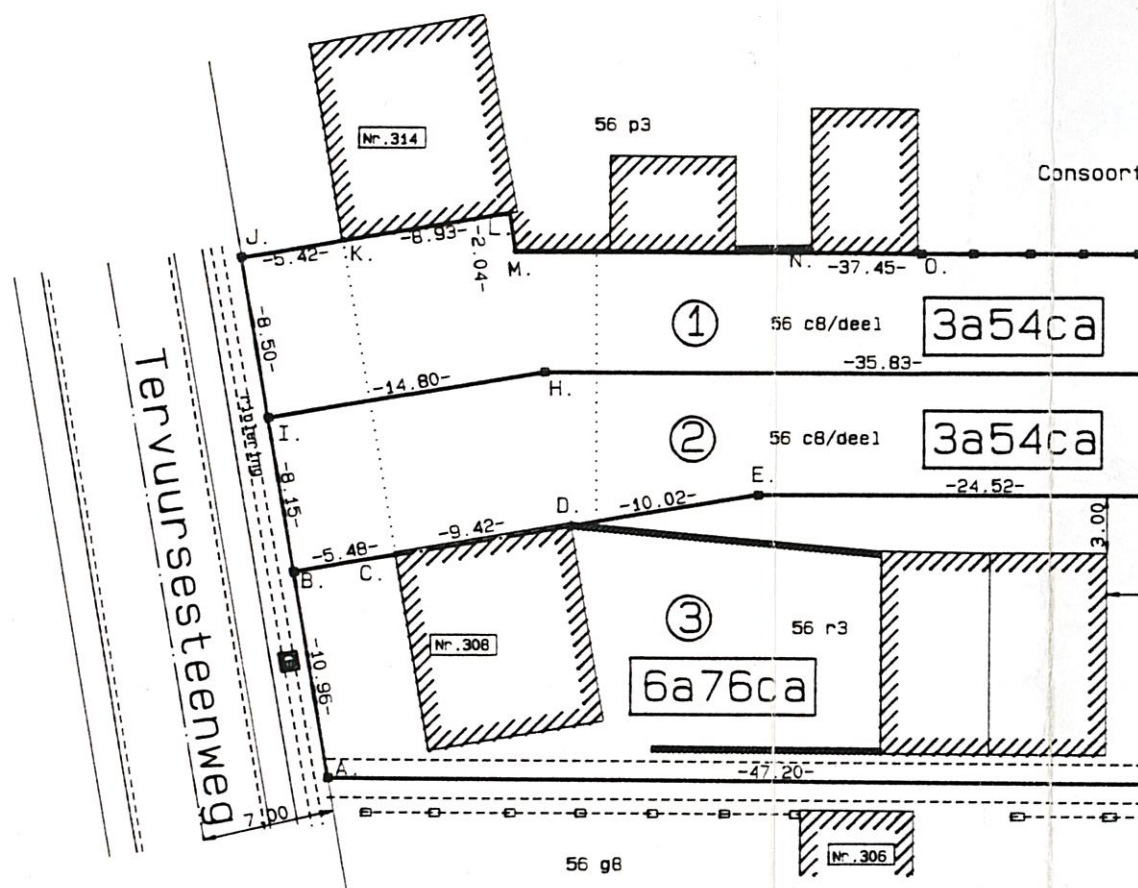 56 p3
Nr.314
Consoort
J.
-5.42-
K.
-8.93-
L.
-2.04-
M.
N.
-37.45-
O.
-8.50-
1
56 c8/deel
3a54ca
-14.80-
H.
-35.83-
I.
2
56 c8/deel
3a54ca
-8.15-
E.
-24.52-
-10.02-
D.
-9.42-
-5.48-
B.
C.
3.00
3
56 r3
Nr.308
6a76ca
-10.96-
A.
-47.20-
7.00
Tervuursesteenweg
56 g8
Nr.306